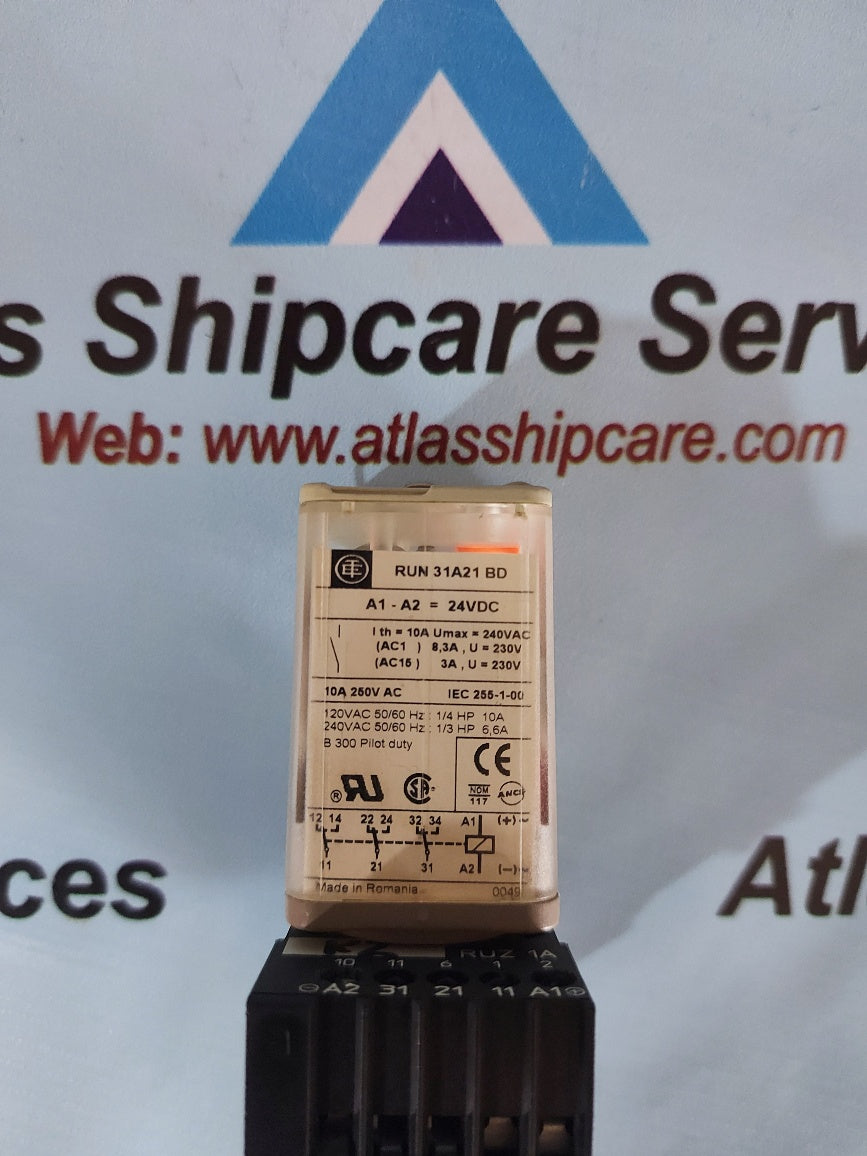 s Shipcare Serv
Web: www.atlasshipcare.com
RUN 31A21 BD
A1 - A2 = 24VDC
I th = 10A Umax = 240VAC
(AC1 ) 8,3A , U = 230V
(AC15 ) 3A , U = 230V
10A 250V AC IEC 255-1-00
120VAC 50/60 Hz : 1/4 HP 10A
240VAC 50/60 Hz : 1/3 HP 6,6A
B 300 Pilot duty
CE
® SA
NOM
117
ANCE
12 14 22 24 32 34 A1 (+) ~
11 21 31 A2 (—) ~
Made in Romania 0049
ces Atl
RUZ 1A
10 11 6 1 2
⊖ A2 31 21 11 A1 ⊕